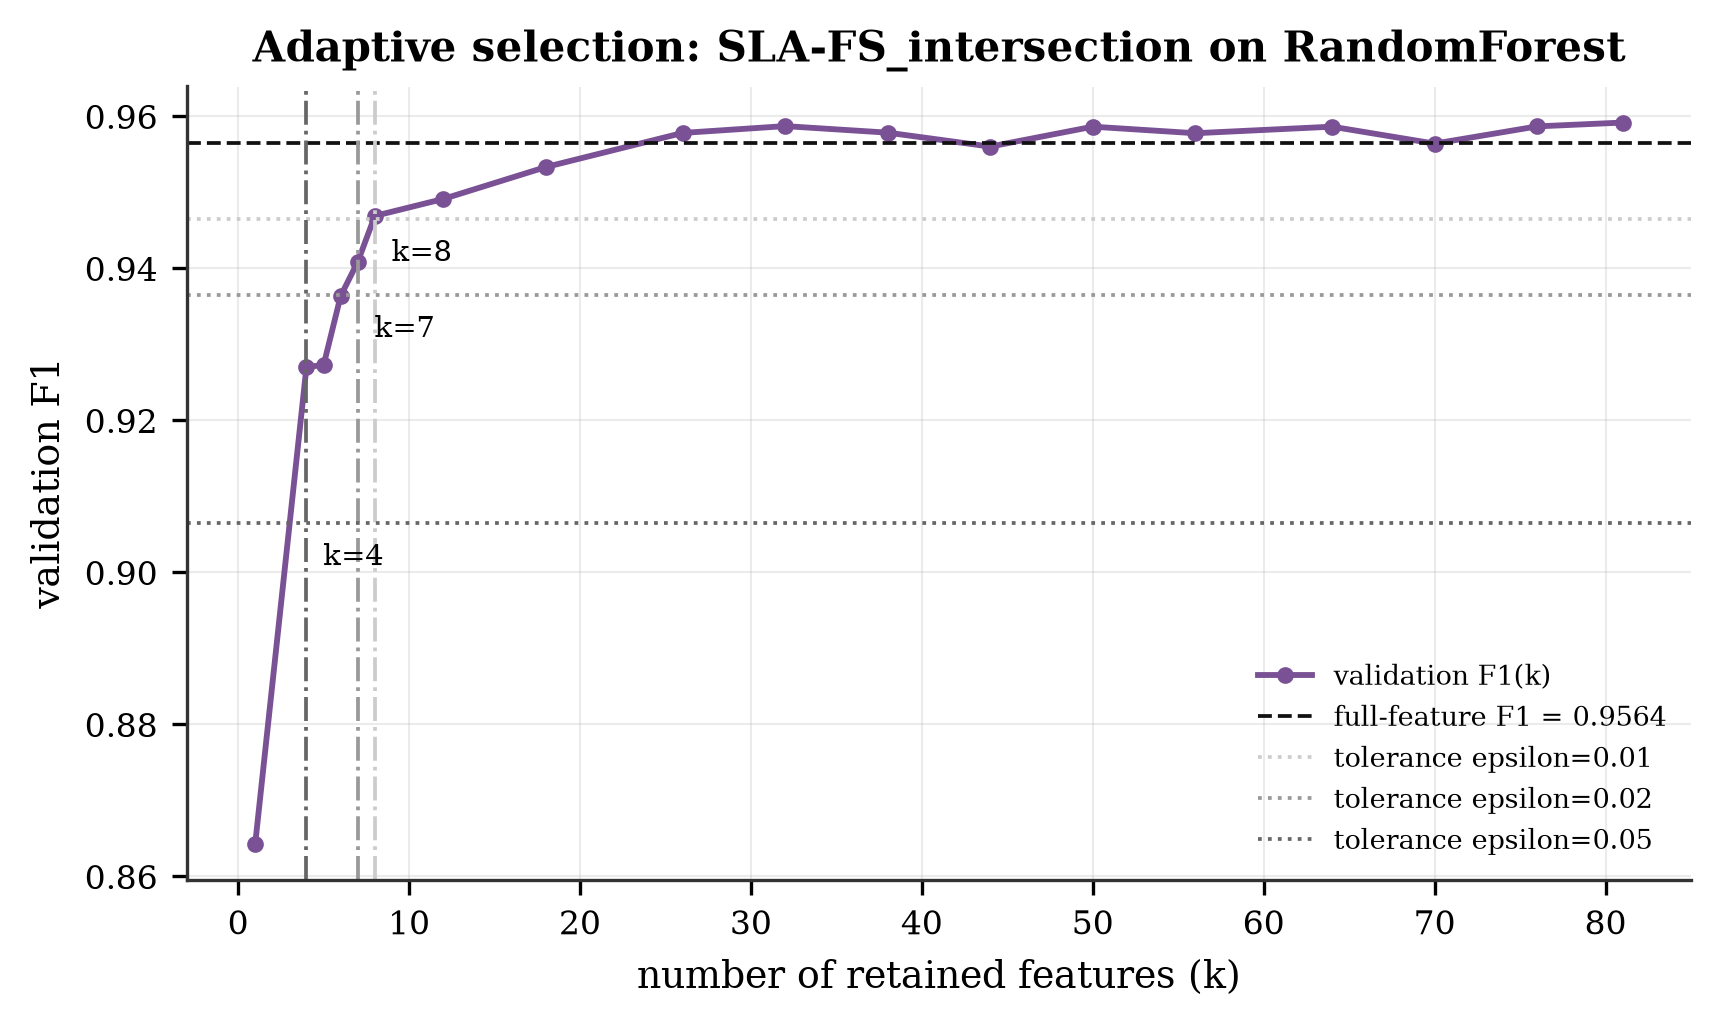 Adaptive selection: SLA-FS_intersection on RandomForest
validation F1
0.96
0.94
0.92
0.90
0.88
0.86
k=8
k=7
k=4
validation F1(k)
full-feature F1 = 0.9564
tolerance epsilon=0.01
tolerance epsilon=0.02
tolerance epsilon=0.05
0 10 20 30 40 50 60 70 80
number of retained features (k)